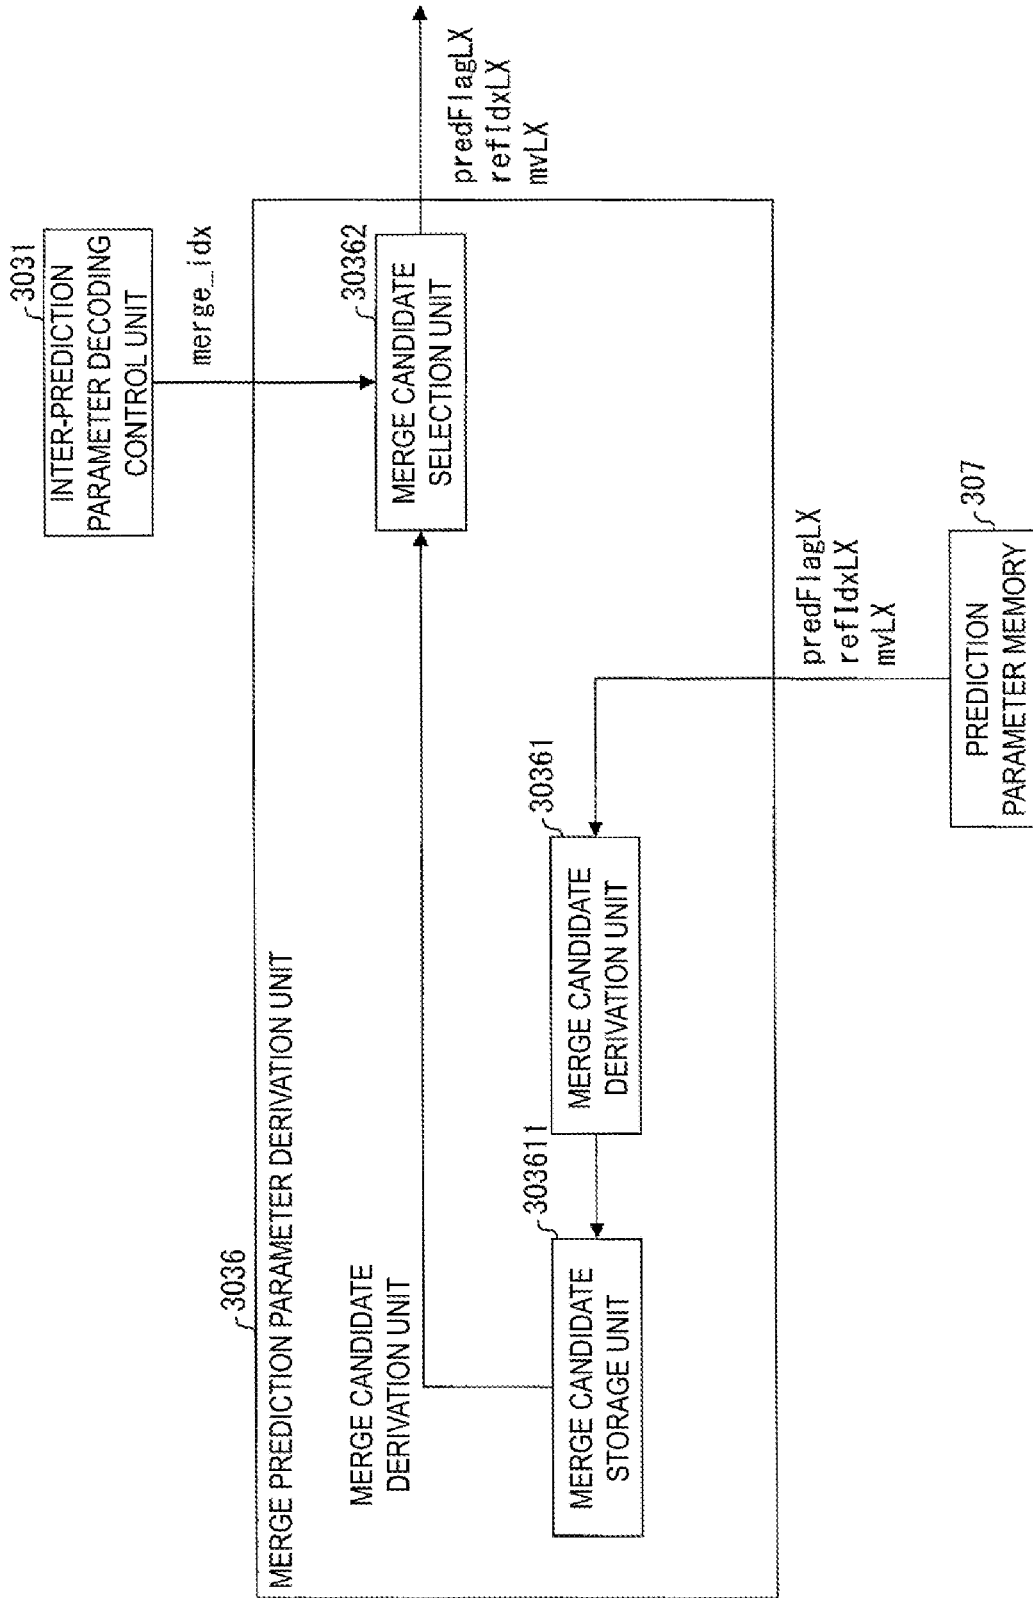 3031
INTER-PREDICTION
PARAMETER DECODING
CONTROL UNIT
merge_idx
3036
MERGE PREDICTION PARAMETER DERIVATION UNIT
30362
MERGE CANDIDATE
SELECTION UNIT
predFlagLX
refIdxLX
mvLX
MERGE CANDIDATE
DERIVATION UNIT
303611
MERGE CANDIDATE
STORAGE UNIT
30361
MERGE CANDIDATE
DERIVATION UNIT
predFlagLX
refIdxLX
mvLX
307
PREDICTION
PARAMETER MEMORY